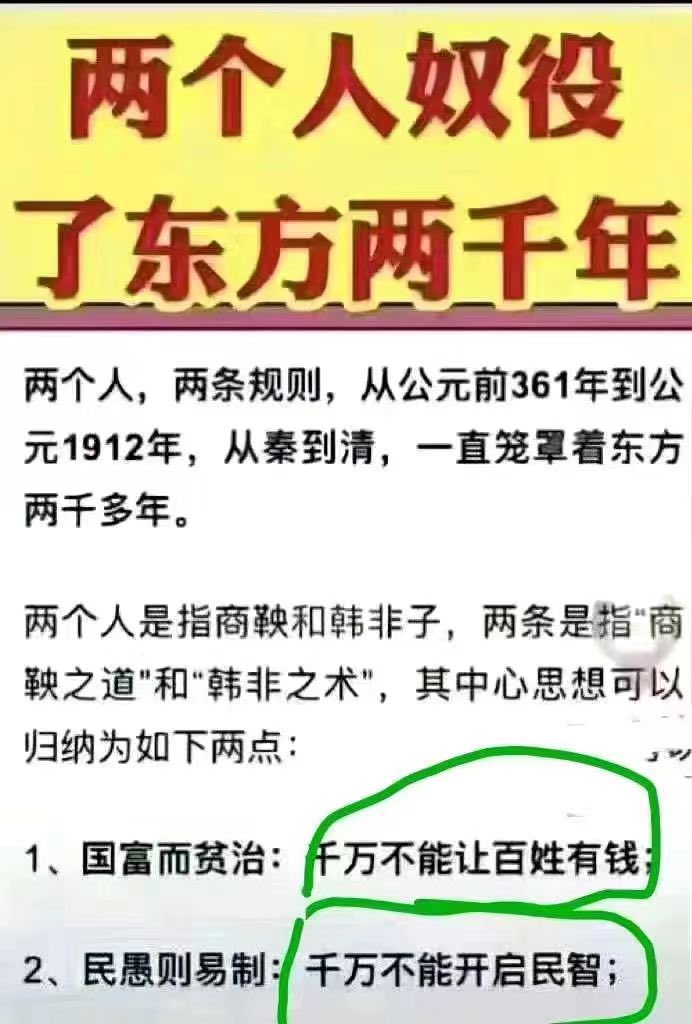 两个人奴役
了东方两千年
两个人，两条规则，从公元前361年到公
元1912年，从秦到清，一直笼罩着东方
两千多年。
两个人是指商鞅和韩非子，两条是指“商
鞅之道”和“韩非之术”，其中心思想可以
归纳为如下两点：
1、国富而贫治：千万不能让百姓有钱；
2、民愚则易制：千万不能开启民智；